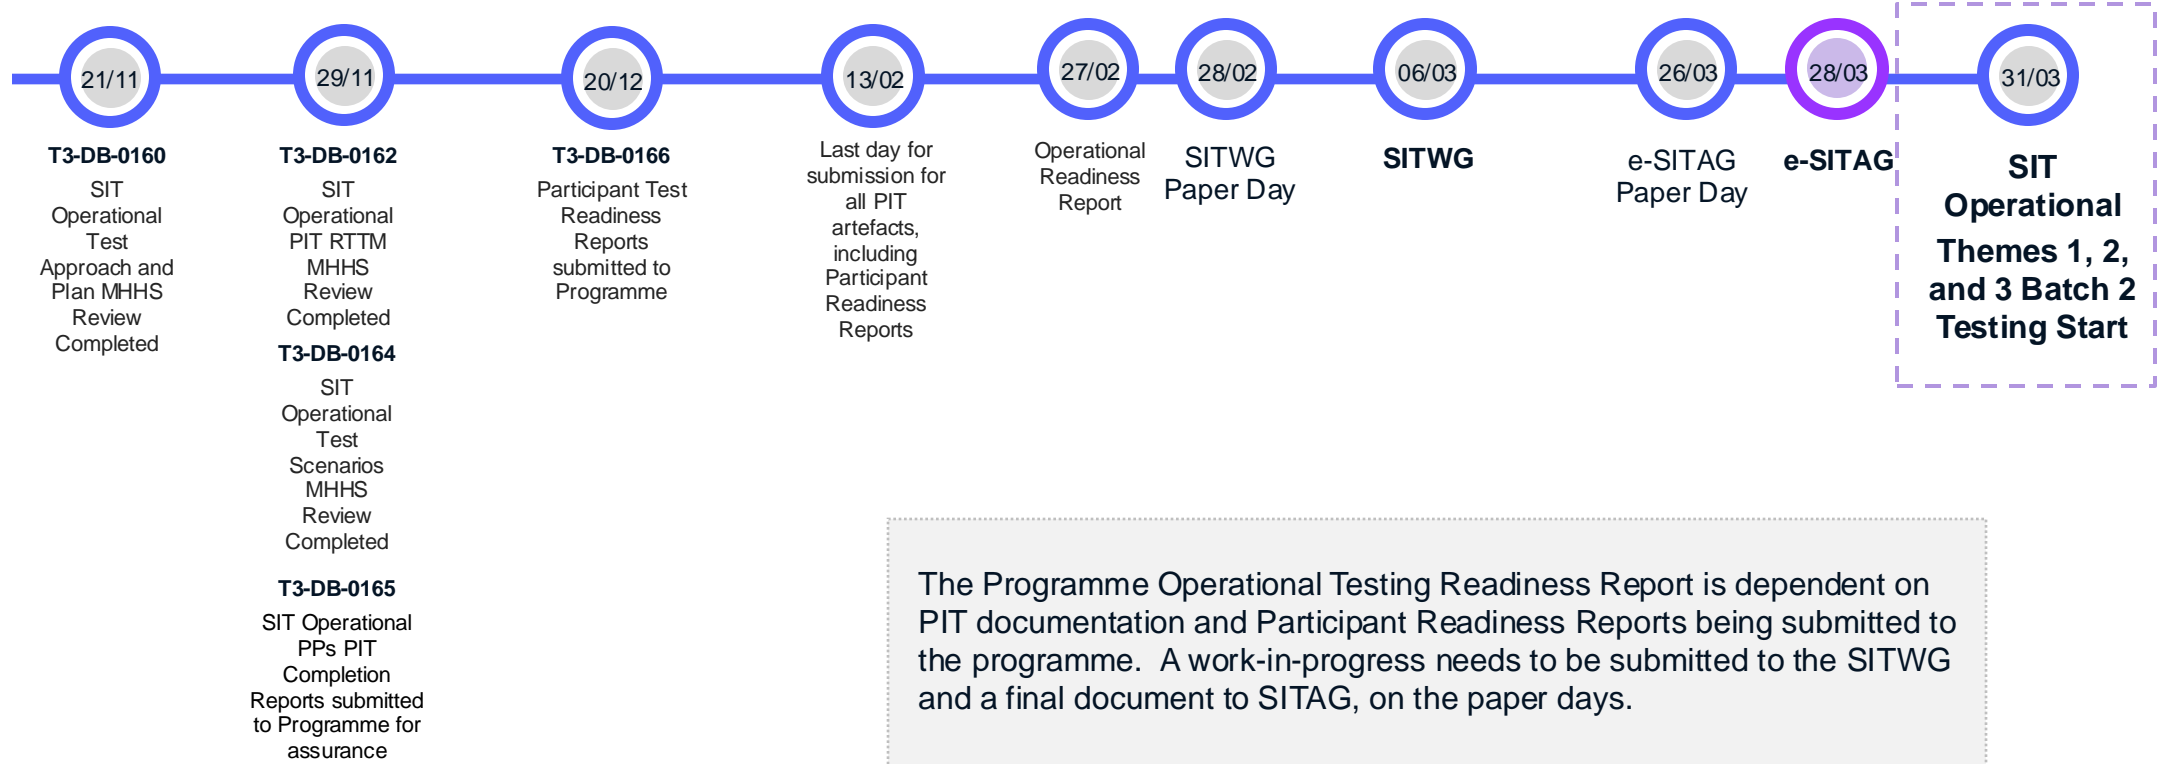 21/11
T3-DB-0160
SIT
Operational
Test
Approach and
Plan MHHS
Review
Completed
29/11
T3-DB-0162
SIT
Operational
PIT RTTM
MHHS
Review
Completed
T3-DB-0164
SIT
Operational
Test
Scenarios
MHHS
Review
Completed
T3-DB-0165
SIT Operational
PPs PIT
Completion
Reports submitted
to Programme for
assurance
20/12
T3-DB-0166
Participant Test
Readiness
Reports
submitted to
Programme
13/02
Last day for
submission for
all PIT
artefacts,
including
Participant
Readiness
Reports
27/02
Operational
Readiness
Report
28/02
SITWG
Paper Day
06/03
SITWG
26/03
e-SITAG
Paper Day
28/03
e-SITAG
31/03
SIT
Operational
Themes 1, 2,
and 3 Batch 2
Testing Start
The Programme Operational Testing Readiness Report is dependent on
PIT documentation and Participant Readiness Reports being submitted to
the programme. A work-in-progress needs to be submitted to the SITWG
and a final document to SITAG, on the paper days.